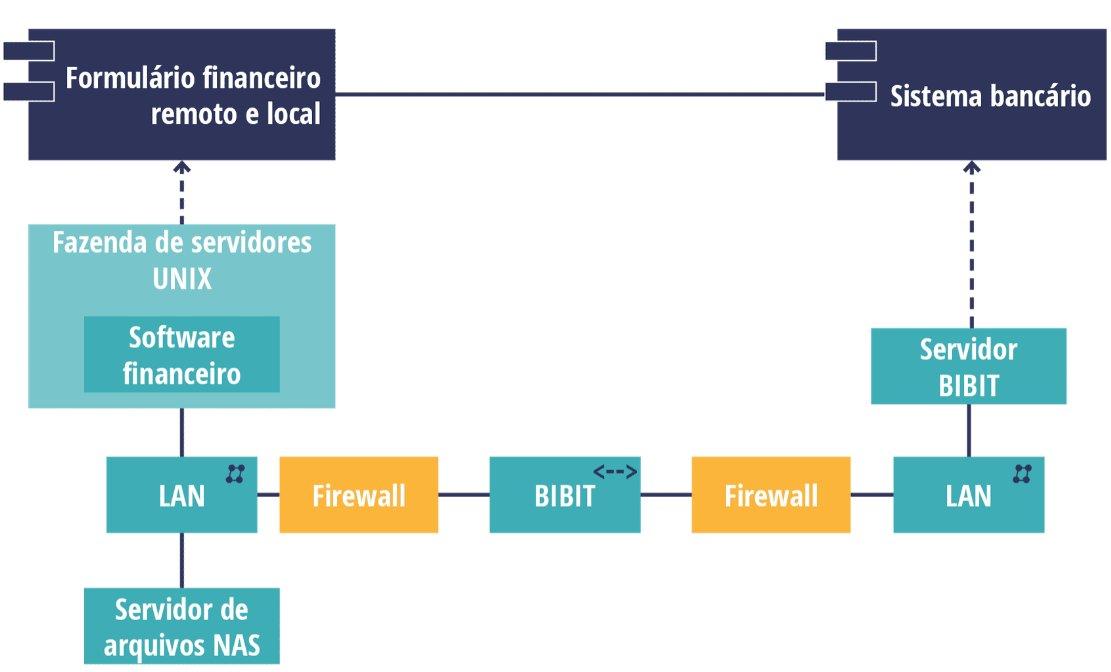 Formulário financeiro
remoto e local
Sistema bancário
Fazenda de servidores
UNIX
Software
financeiro
Servidor
BIBIT
LAN
Firewall
BIBIT
Firewall
LAN
Servidor de
arquivos NAS